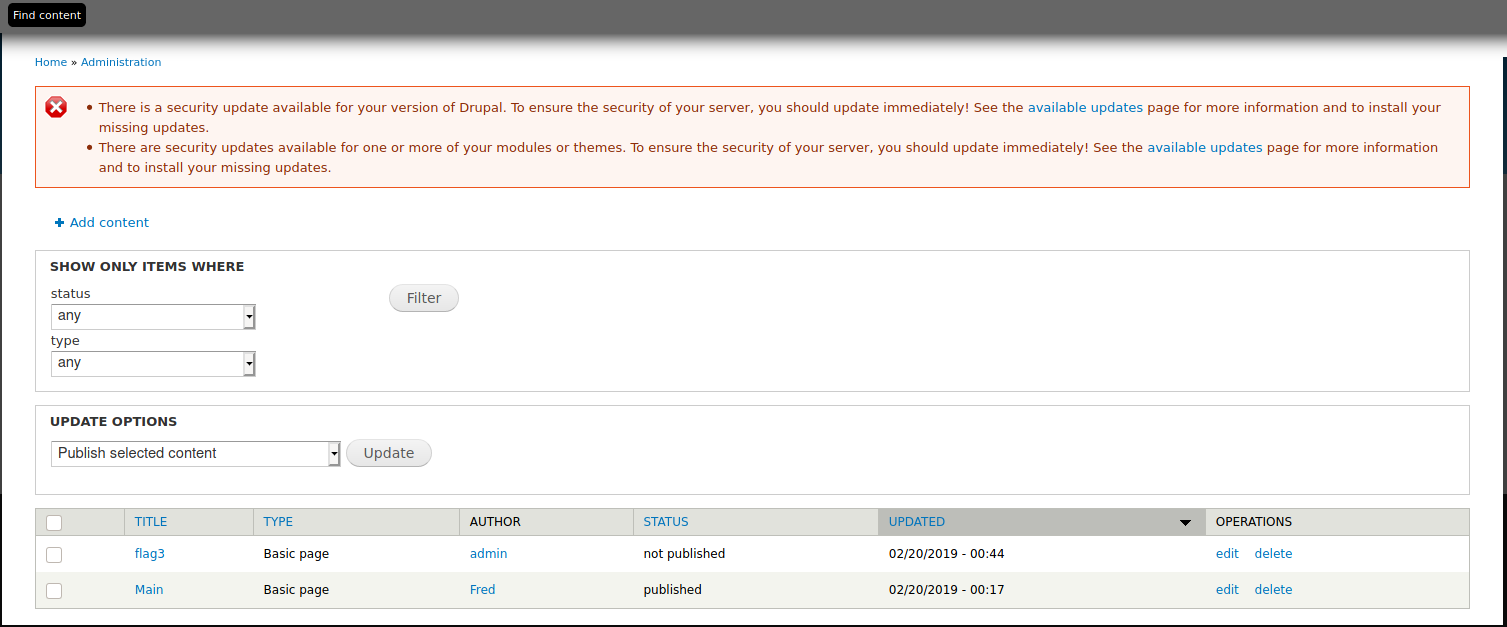 Find content
Home » Administration
• There is a security update available for your version of Drupal. To ensure the security of your server, you should update immediately! See the available updates page for more information and to install your
missing updates.
• There are security updates available for one or more of your modules or themes. To ensure the security of your server, you should update immediately! See the available updates page for more information
and to install your missing updates.
+ Add content
SHOW ONLY ITEMS WHERE
status
any
Filter
type
any
UPDATE OPTIONS
Publish selected content Update
TITLE TYPE AUTHOR STATUS UPDATED OPERATIONS
flag3 Basic page admin not published 02/20/2019 - 00:44 edit delete
Main Basic page Fred published 02/20/2019 - 00:17 edit delete